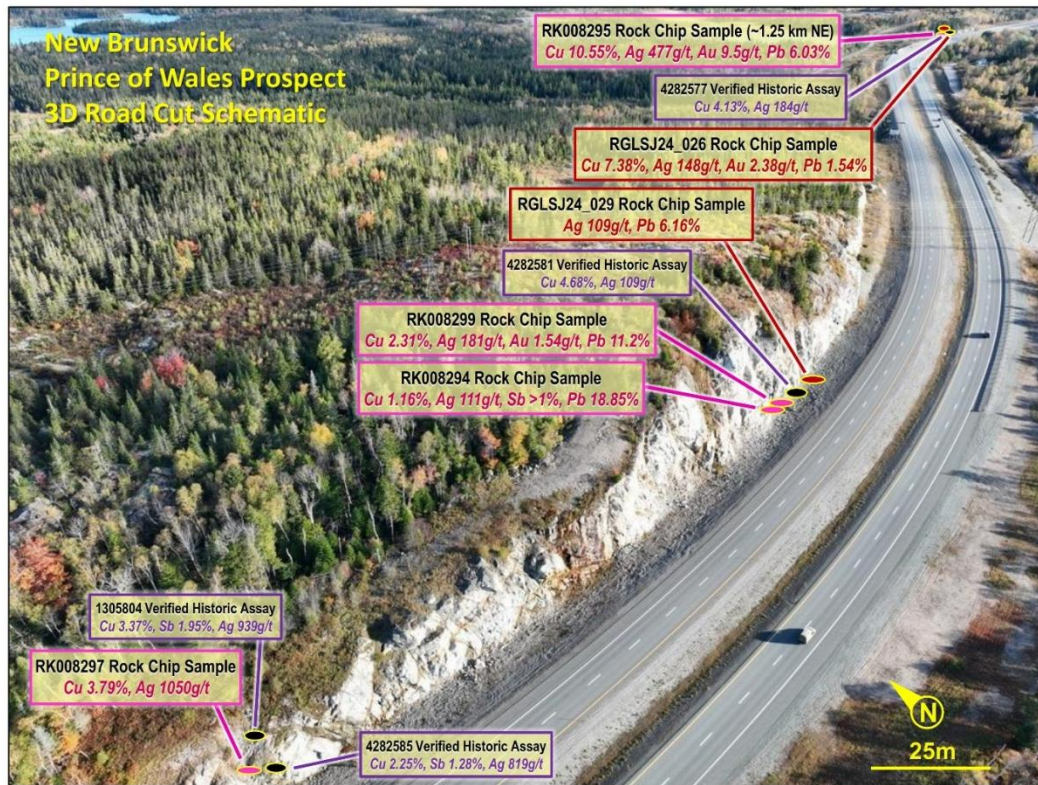 New Brunswick
Prince of Wales Prospect
3D Road Cut Schematic
RK008295 Rock Chip Sample (~1.25 km NE)
Cu 10.55%, Ag 477g/t, Au 9.5g/t, Pb 6.03%
4282577 Verified Historic Assay
Cu 4.13%, Ag 184g/t
RGLSJ24_026 Rock Chip Sample
Cu 7.38%, Ag 148g/t, Au 2.38g/t, Pb 1.54%
RGLSJ24_029 Rock Chip Sample
Ag 109g/t, Pb 6.16%
4282581 Verified Historic Assay
Cu 4.68%, Ag 109g/t
RK008299 Rock Chip Sample
Cu 2.31%, Ag 181g/t, Au 1.54g/t, Pb 11.2%
RK008294 Rock Chip Sample
Cu 1.16%, Ag 111g/t, Sb >1%, Pb 18.85%
1305804 Verified Historic Assay
Cu 3.37%, Sb 1.95%, Ag 939g/t
RK008297 Rock Chip Sample
Cu 3.79%, Ag 1050g/t
4282585 Verified Historic Assay
Cu 2.25%, Sb 1.28%, Ag 819g/t
N
25m